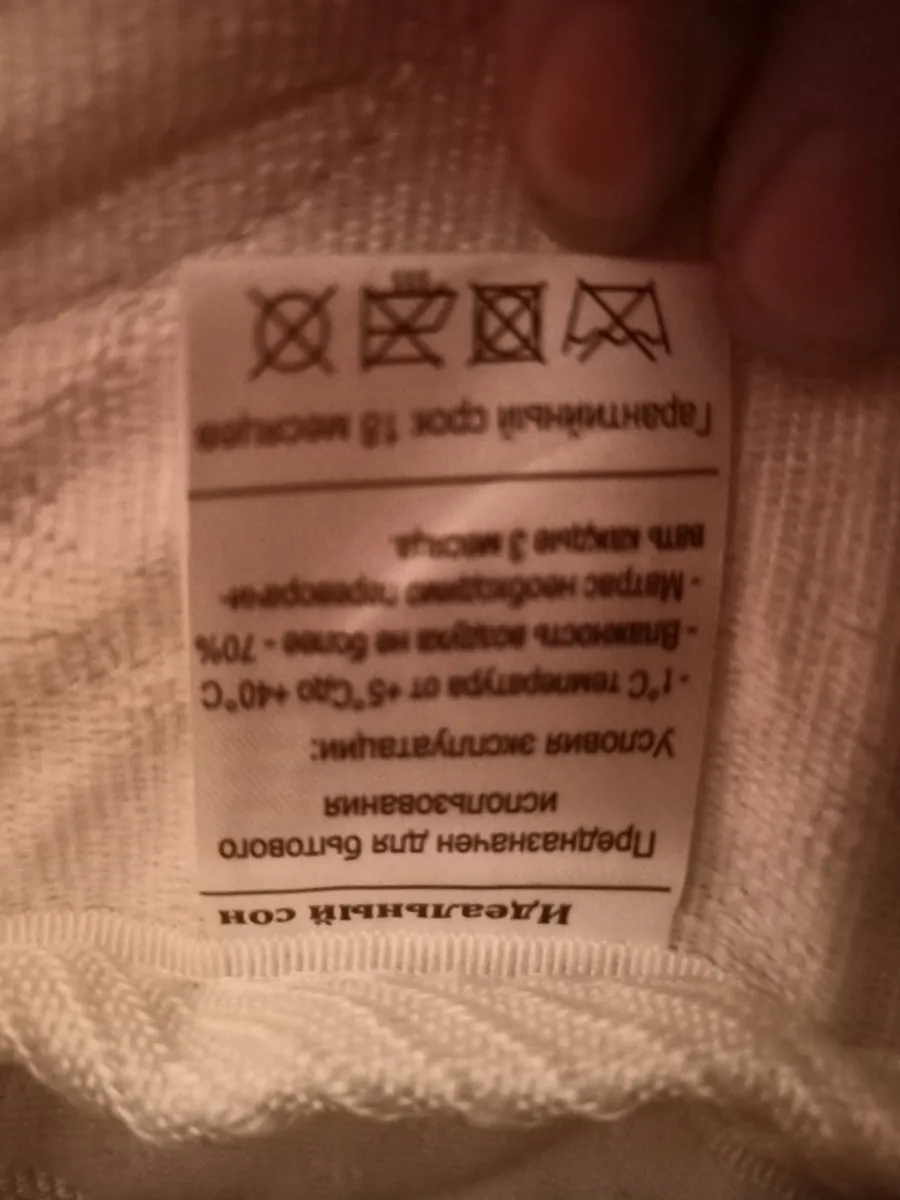 Идеальный сон
Предназначен для бытового
использования
Условия эксплуатации:
- t°С температура от +5°Сдо +40°С
- Влажность воздуха не более - 70%
- Матрас необходимо переворачи-
вать каждые 3 месяца.
Гарантийный срок 18 месяцев